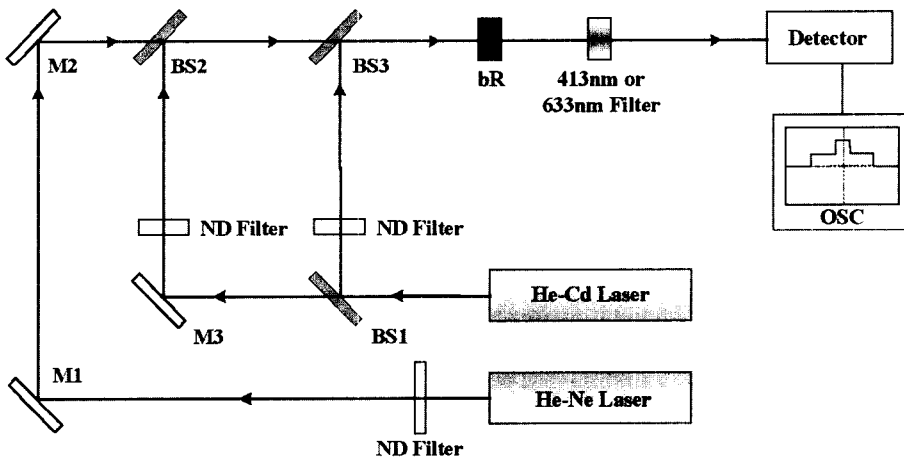 M2
BS2
BS3
bR
413nm or
633nm Filter
Detector
OSC
ND Filter
ND Filter
M3
BS1
He-Cd Laser
M1
ND Filter
He-Ne Laser